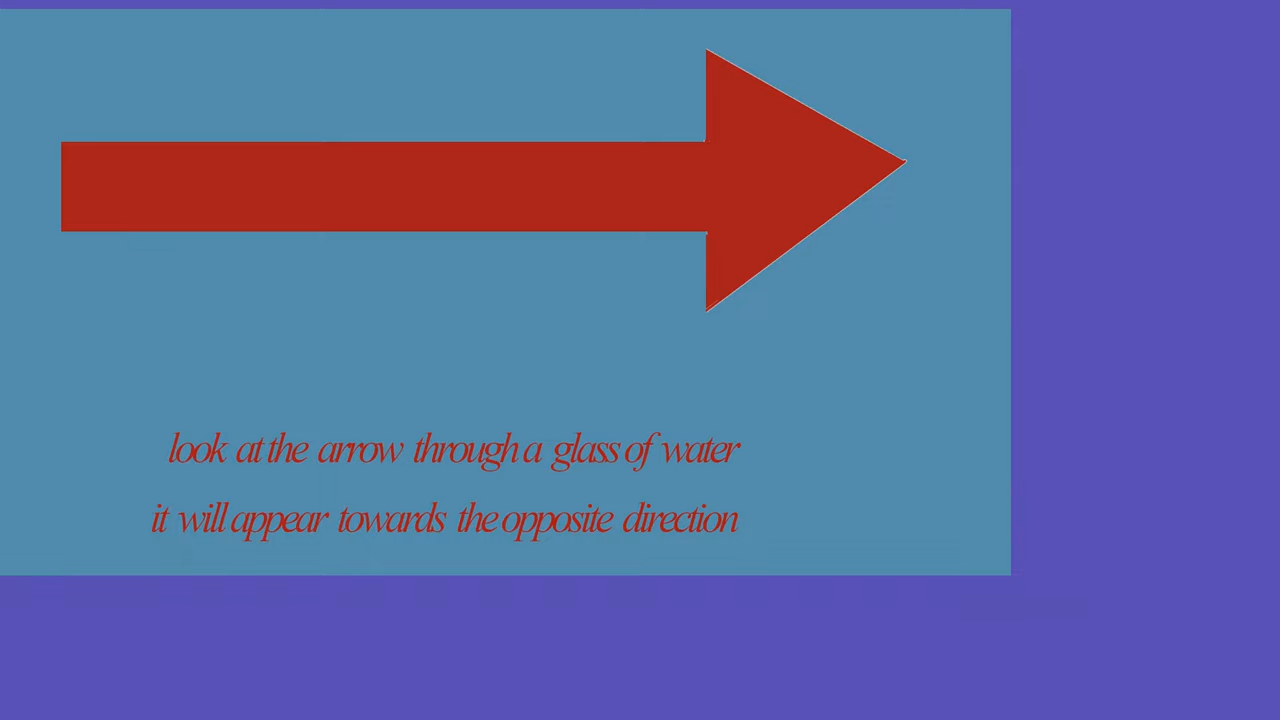 look at the arrow through a glass of water
it will appear towards the opposite direction